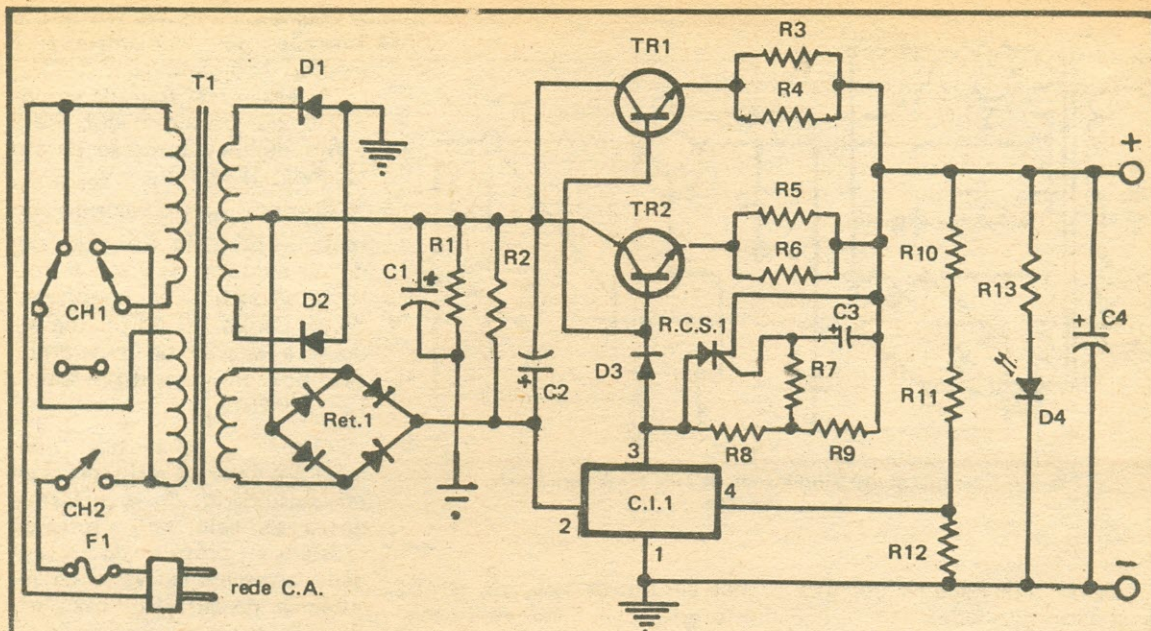 T1
D1
TR1
R3
R4
TR2
R5
R6
CH1
D2
C1
+
R1
R2
C2
+
D3
R.C.S.1
C3
+
R7
R8
R9
R10
R11
R12
R13
D4
C4
+
+
Ret.1
3
4
C.I.1
2
1
CH2
F1
rede C.A.
–